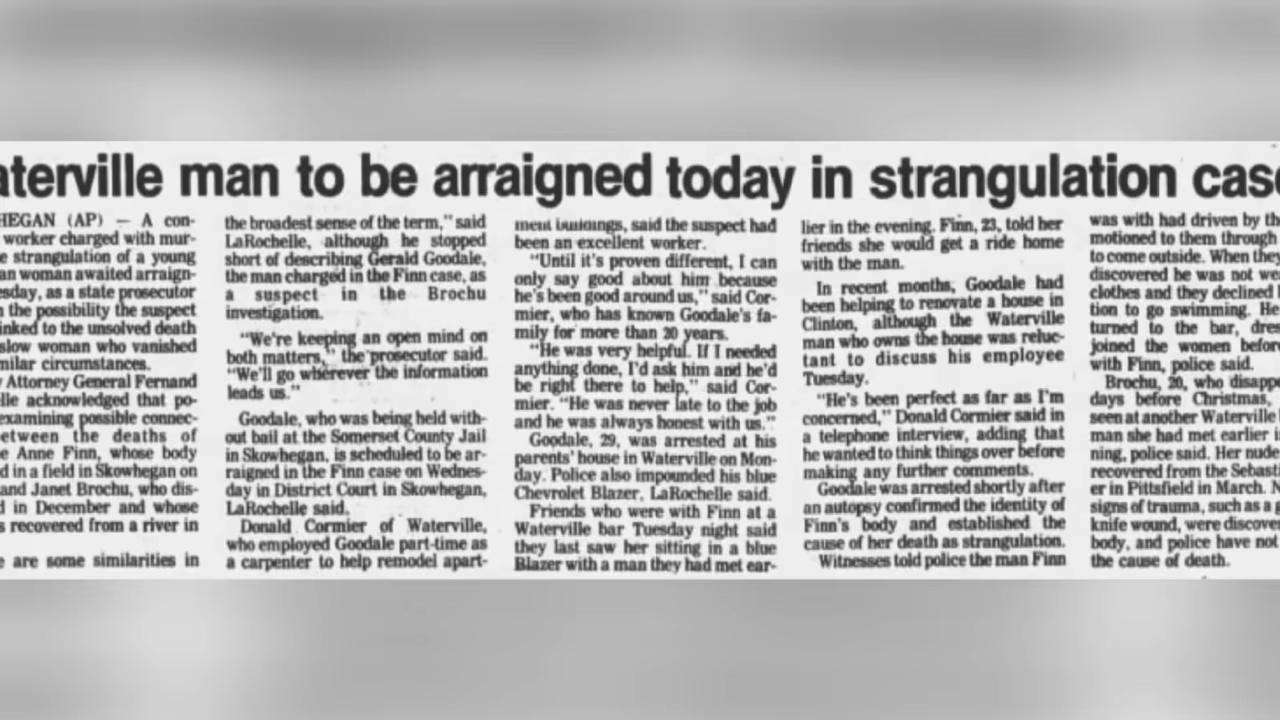 aterville man to be arraigned today in strangulation cas
HEGAN (AP) — A con-
worker charged with mur-
e strangulation of a young
an woman awaited arraign-
esday, as a state prosecutor
n the possibility the suspect
inked to the unsolved death
slow woman who vanished
milar circumstances.
y Attorney General Fernand
lle acknowledged that po-
examining possible connec-
etween the deaths of
e Anne Finn, whose body
d in a field in Skowhegan on
and Janet Brochu, who dis-
d in December and whose
s recovered from a river in
e are some similarities in
the broadest sense of the term," said
LaRochelle, although he stopped
short of describing Gerald Goodale,
the man charged in the Finn case, as
a suspect in the Brochu
investigation.
"We're keeping an open mind on
both matters," the prosecutor said.
"We'll go wherever the information
leads us."
Goodale, who was being held with-
out bail at the Somerset County Jail
in Skowhegan, is scheduled to be ar-
raigned in the Finn case on Wednes-
day in District Court in Skowhegan,
LaRochelle said.
Donald Cormier of Waterville,
who employed Goodale part-time as
a carpenter to help remodel apart-
ment buildings, said the suspect had
been an excellent worker.
"Until it's proven different, I can
only say good about him because
he's been good around us," said Cor-
mier, who has known Goodale's fa-
mily for more than 20 years.
"He was very helpful. If I needed
anything done, I'd ask him and he'd
be right there to help," said Cor-
mier. "He was never late to the job
and he was always honest with us."
Goodale, 29, was arrested at his
parents' house in Waterville on Mon-
day. Police also impounded his blue
Chevrolet Blazer, LaRochelle said.
Friends who were with Finn at a
Waterville bar Tuesday night said
they last saw her sitting in a blue
Blazer with a man they had met ear-
lier in the evening. Finn, 23, told her
friends she would get a ride home
with the man.
In recent months, Goodale had
been helping to renovate a house in
Clinton, although the Waterville
man who owns the house was reluc-
tant to discuss his employee
Tuesday.
"He's been perfect as far as I'm
concerned," Donald Cormier said in
a telephone interview, adding that
he wanted to think things over before
making any further comments.
Goodale was arrested shortly after
an autopsy confirmed the identity of
Finn's body and established the
cause of her death as strangulation.
Witnesses told police the man Finn
was with had driven by th
motioned to them through
to come outside. When they
discovered he was not we
clothes and they declined
tion to go swimming. He
turned to the bar, dres
joined the women before
with Finn, police said.
Brochu, 20, who disapp
days before Christmas,
seen at another Waterville
man she had met earlier i
ning, police said. Her nude
recovered from the Sebasti
er in Pittsfield in March. N
signs of trauma, such as a
knife wound, were discove
body, and police have not
the cause of death.